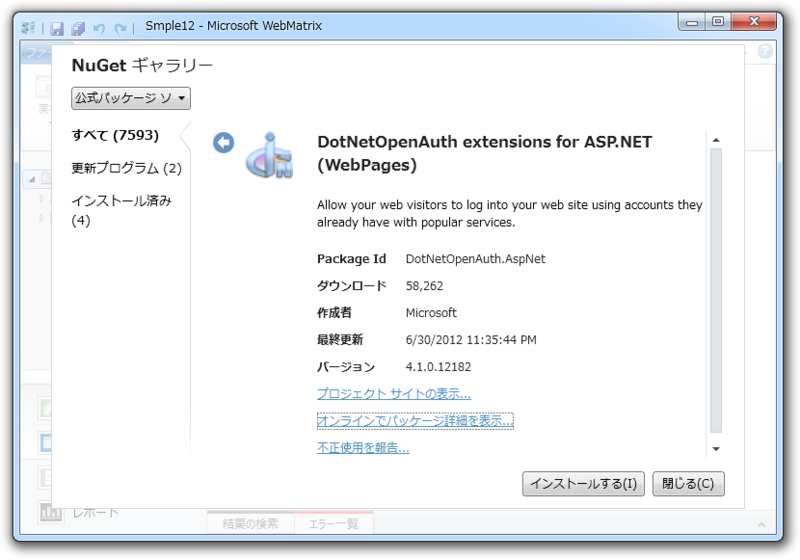 Smple12 - Microsoft WebMatrix
NuGet ギャラリー
公式パッケージ ソ
すべて (7593)
更新プログラム (2)
インストール済み
(4)
DotNetOpenAuth extensions for ASP.NET
(WebPages)
Allow your web visitors to log into your web site using accounts they
already have with popular services.
Package Id DotNetOpenAuth.AspNet
ダウンロード 58,262
作成者 Microsoft
最終更新 6/30/2012 11:35:44 PM
バージョン 4.1.0.12182
プロジェクト サイトの表示...
オンラインでパッケージ詳細を表示...
不正使用を報告...
インストールする(I) 閉じる(C)
レポート
結果の検索 エラー一覧